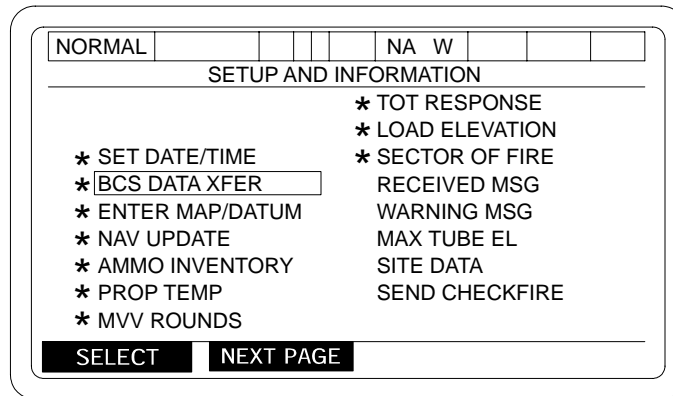 NORMAL NA W
SETUP AND INFORMATION
* SET DATE/TIME
* BCS DATA XFER
* ENTER MAP/DATUM
* NAV UPDATE
* AMMO INVENTORY
* PROP TEMP
* MVV ROUNDS
* TOT RESPONSE
* LOAD ELEVATION
* SECTOR OF FIRE
RECEIVED MSG
WARNING MSG
MAX TUBE EL
SITE DATA
SEND CHECKFIRE
SELECT NEXT PAGE